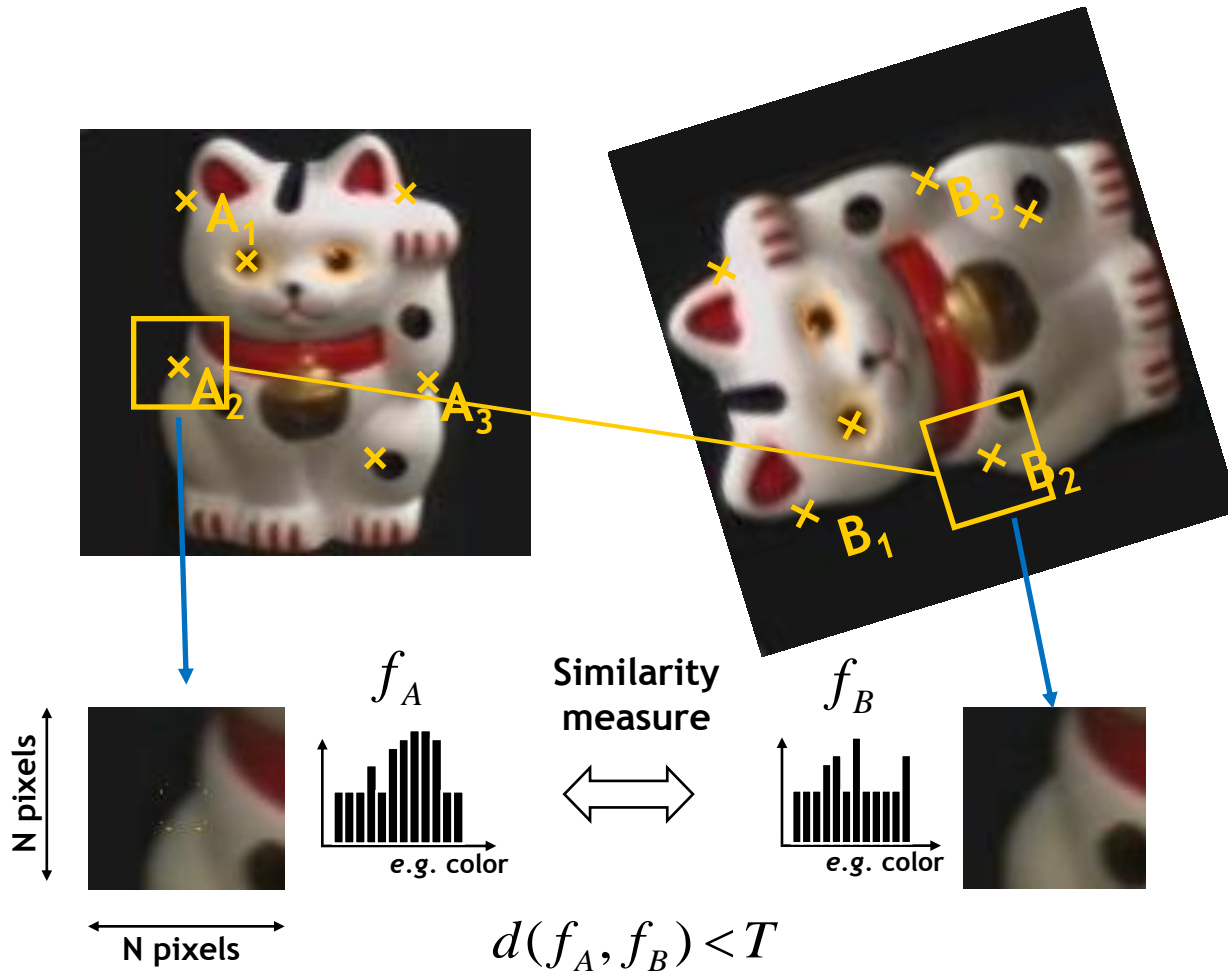 A₁
A₂
A₃
B₃
B₂
B₁
f_A
Similarity
measure
f_B
N pixels
e.g. color
e.g. color
N pixels
d(f_A, f_B) < T